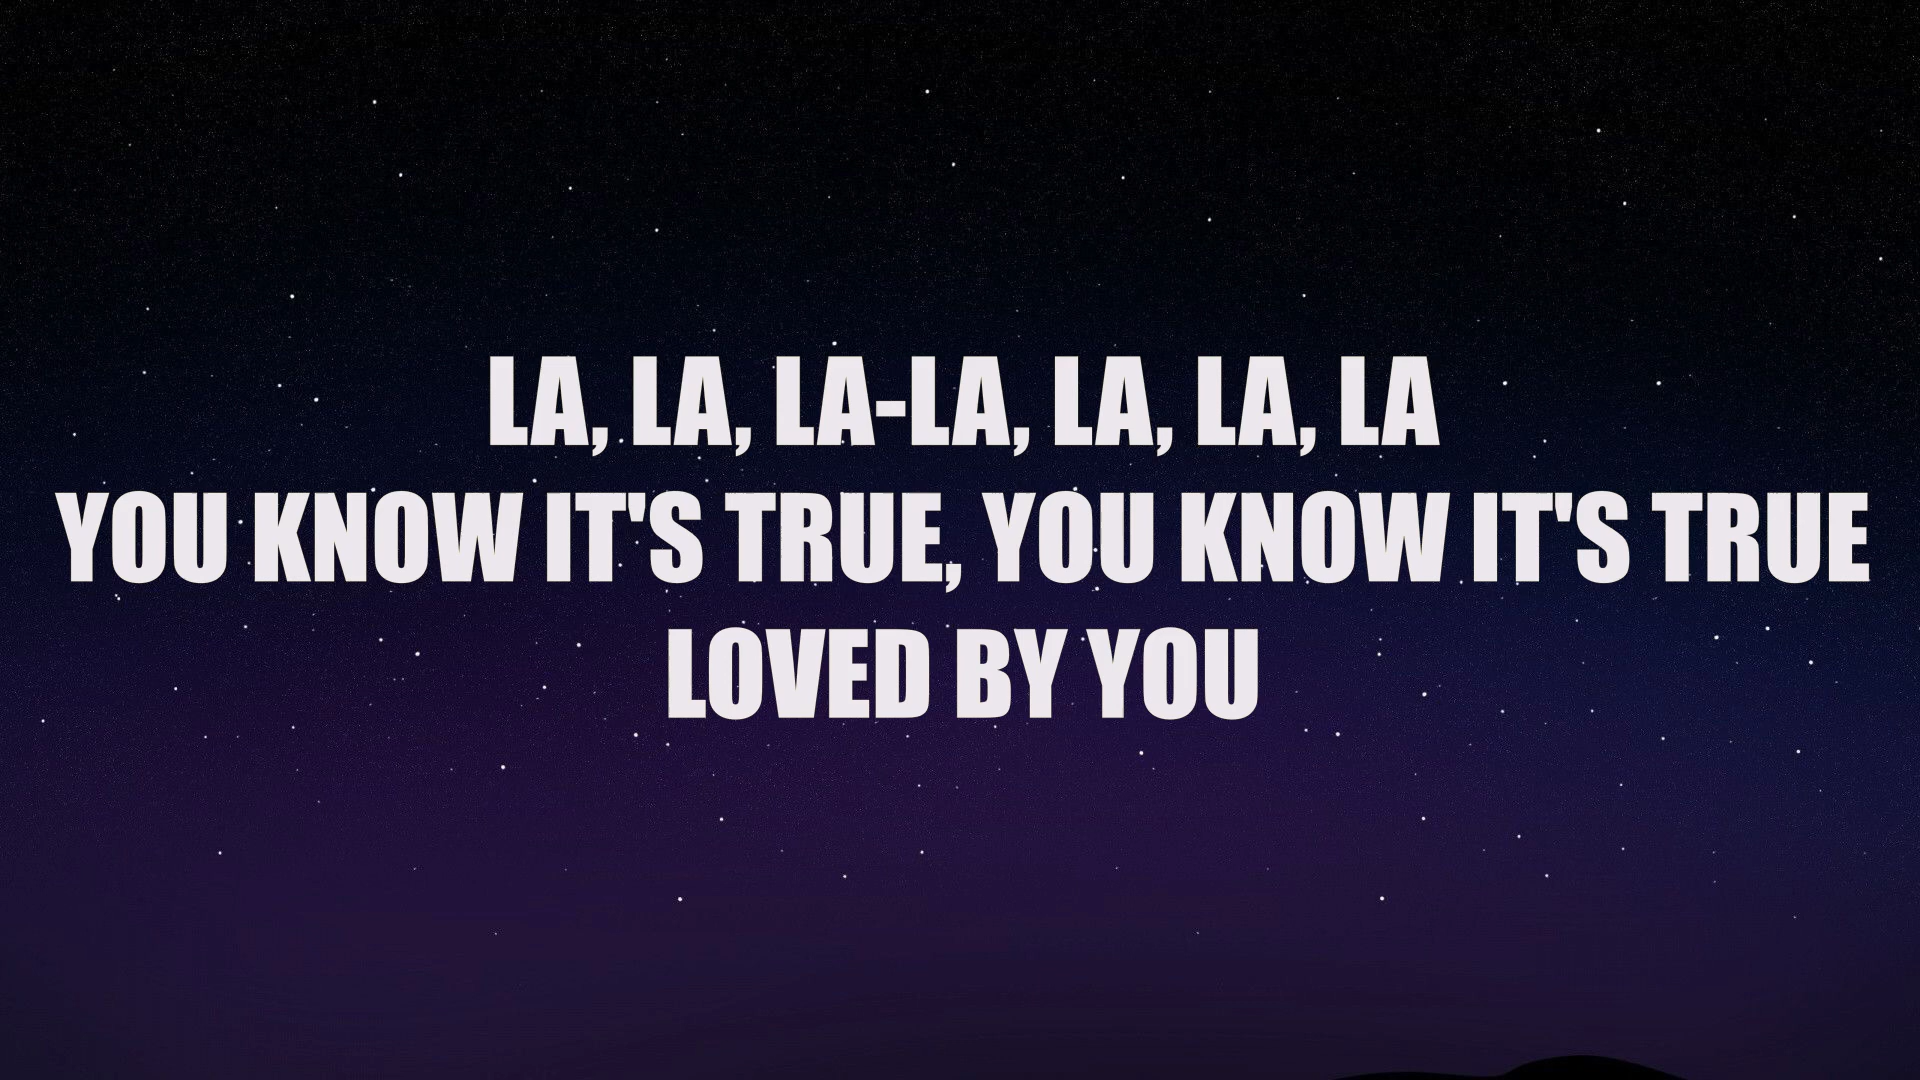 LA, LA, LA-LA, LA, LA, LA
YOU KNOW IT'S TRUE, YOU KNOW IT'S TRUE
LOVED BY YOU